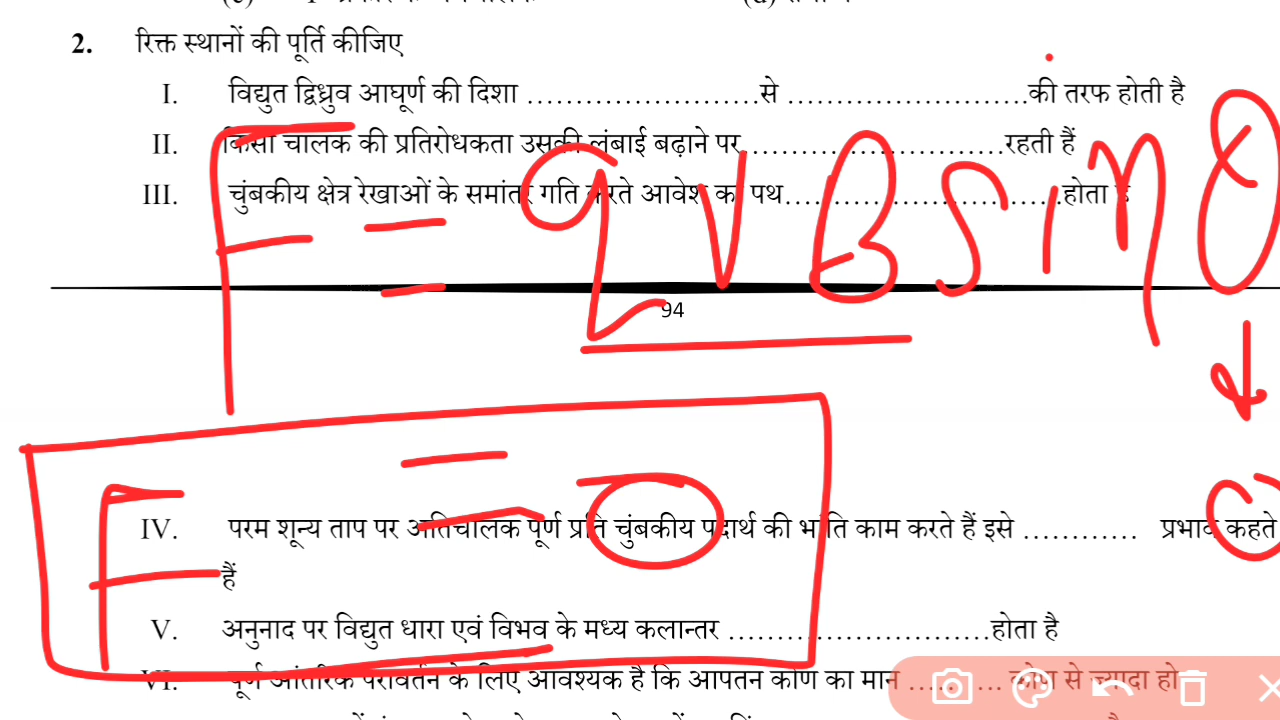 2. रिक्त स्थानों की पूर्ति कीजिए
I. विद्युत द्विध्रुव आघूर्ण की दिशा ........................से .........................की तरफ होती है
II. किसी चालक की प्रतिरोधकता उसकी लंबाई बढ़ाने पर...........................रहती हैं
III. चुंबकीय क्षेत्र रेखाओं के समांतर गति करते आवेश का पथ.............................होता है
F = qVBsinθ
94
F = 0
IV. परम शून्य ताप पर अतिचालक पूर्ण प्रति चुंबकीय पदार्थ की भांति काम करते हैं इसे ............ प्रभाव कहते
हैं
V. अनुनाद पर विद्युत धारा एवं विभव के मध्य कलान्तर ...........................होता है
VI. पूर्ण आंतरिक परावर्तन के लिए आवश्यक है कि आपतन कोण का मान .......... कोण से ज्यादा हो